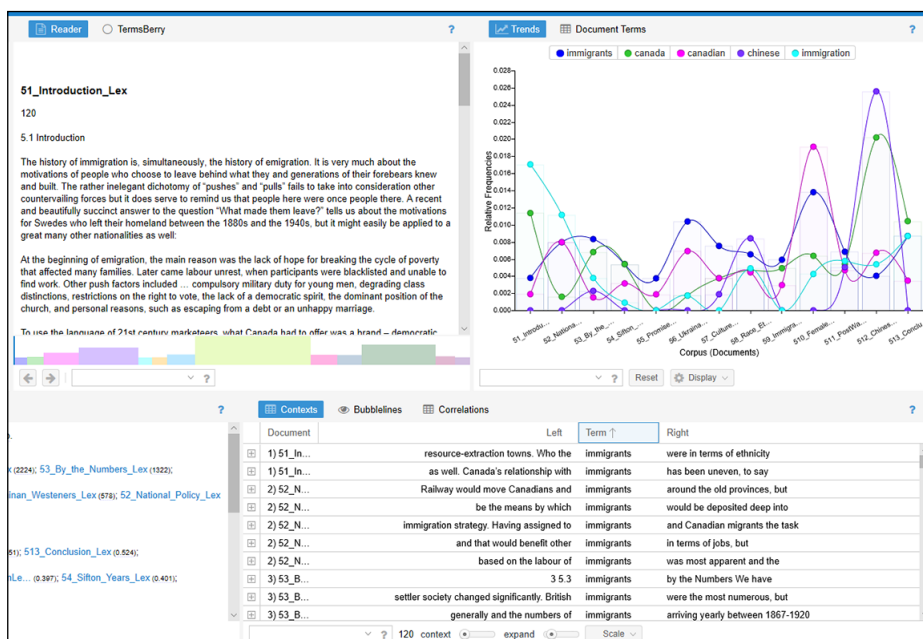 Reader
TermsBerry
?
51_Introduction_Lex
120
5.1 Introduction
The history of immigration is, simultaneously, the history of emigration. It is very much about the
motivations of people who choose to leave behind what they and generations of their forebears knew
and built. The rather inelegant dichotomy of “pushes” and “pulls” fails to take into consideration other
countervailing forces but it does serve to remind us that people here were once people there. A recent
and beautifully succinct answer to the question “What made them leave?” tells us about the motivations
for Swedes who left their homeland between the 1880s and the 1940s, but it might easily be applied to a
great many other nationalities as well:
At the beginning of emigration, the main reason was the lack of hope for breaking the cycle of poverty
that affected many families. Later came labour unrest, when participants were blacklisted and unable to
find work. Other push factors included … compulsory military duty for young men, degrading class
distinctions, restrictions on the right to vote, the lack of a democratic spirit, the dominant position of the
church, and personal reasons, such as escaping from a debt or an unhappy marriage.
To use the language of 21st century marketeers, what Canada had to offer was a brand – democratic
?
Trends
Document Terms
?
immigrants canada canadian chinese immigration
0.028
0.026
0.024
0.022
0.020
0.018
0.016
0.014
0.012
0.010
0.008
0.006
0.004
0.002
0.000
Relative Frequencies
51_Introdu…
52_Nationa…
53_By_the_…
54_Sifton_…
55_Promise…
56_Ukraina…
57_Culture…
58_Race_Et…
59_Immigra…
510_Female…
511_PostWa…
512_Chines…
513_Conclu…
Corpus (Documents)
?
Reset
Display
?
(2224); 53_By_the_Numbers_Lex (1322);
inan_Westeners_Lex (578); 52_National_Policy_Lex
51); 513_Conclusion_Lex (0.524);
nLe… (0.397); 54_Sifton_Years_Lex (0.401);
Contexts
Bubblelines
Correlations
?
Document Left Term ↑ Right
1) 51_In… resource-extraction towns. Who the immigrants were in terms of ethnicity
1) 51_In… as well. Canada’s relationship with immigrants has been uneven, to say
2) 52_N… Railway would move Canadians and immigrants around the old provinces, but
2) 52_N… be the means by which immigrants would be deposited deep into
2) 52_N… immigration strategy. Having assigned to immigrants and Canadian migrants the task
2) 52_N… and that would benefit other immigrants in terms of jobs, but
2) 52_N… based on the labour of immigrants was most apparent and the
3) 53_B… 3 5.3 immigrants by the Numbers We have
3) 53_B… settler society changed significantly. British immigrants were the most numerous, but
3) 53_B… generally and the numbers of immigrants arriving yearly between 1867-1920
? 120 context expand Scale